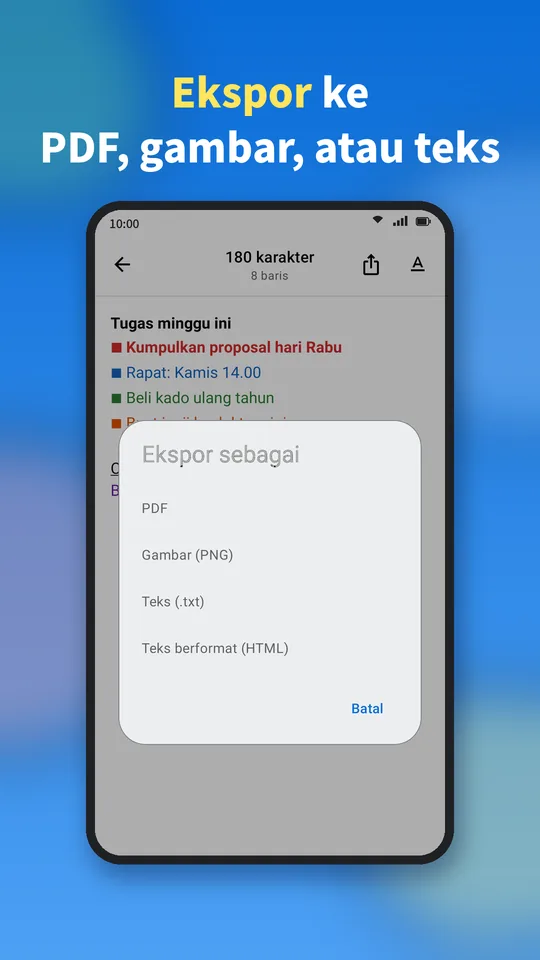 Ekspor ke
PDF, gambar, atau teks
10:00
180 karakter
8 baris
A
Tugas minggu ini
Kumpulkan proposal hari Rabu
Rapat: Kamis 14.00
Beli kado ulang tahun
Ekspor sebagai
PDF
Gambar (PNG)
Teks (.txt)
Teks berformat (HTML)
Batal